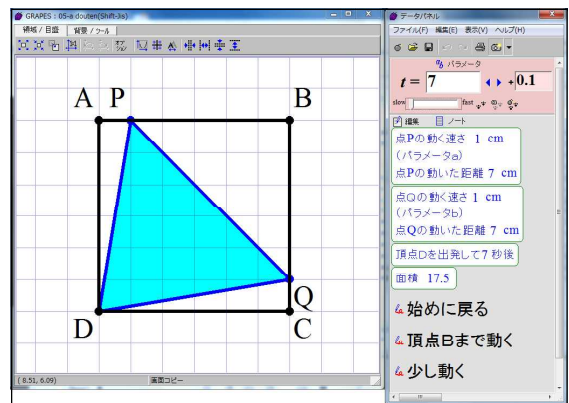 GRAPES : 05-a douten(Shift-Jis)
領域 / 目盛
背景 / ツール
A
P
B
Q
D
C
( 8.51, 6.09)
画面コピー
データパネル
ファイル(F) 編集(E) 表示(V) ヘルプ(H)
パラメータ
t = 7
+0.1
slow
fast
編集
ノート
点Pの動く速さ 1 cm
(パラメータa)
点Pの動いた距離 7 cm
点Qの動く速さ 1 cm
(パラメータb)
点Qの動いた距離 7 cm
頂点Dを出発して7 秒後
面積 17.5
始めに戻る
頂点Bまで動く
少し動く